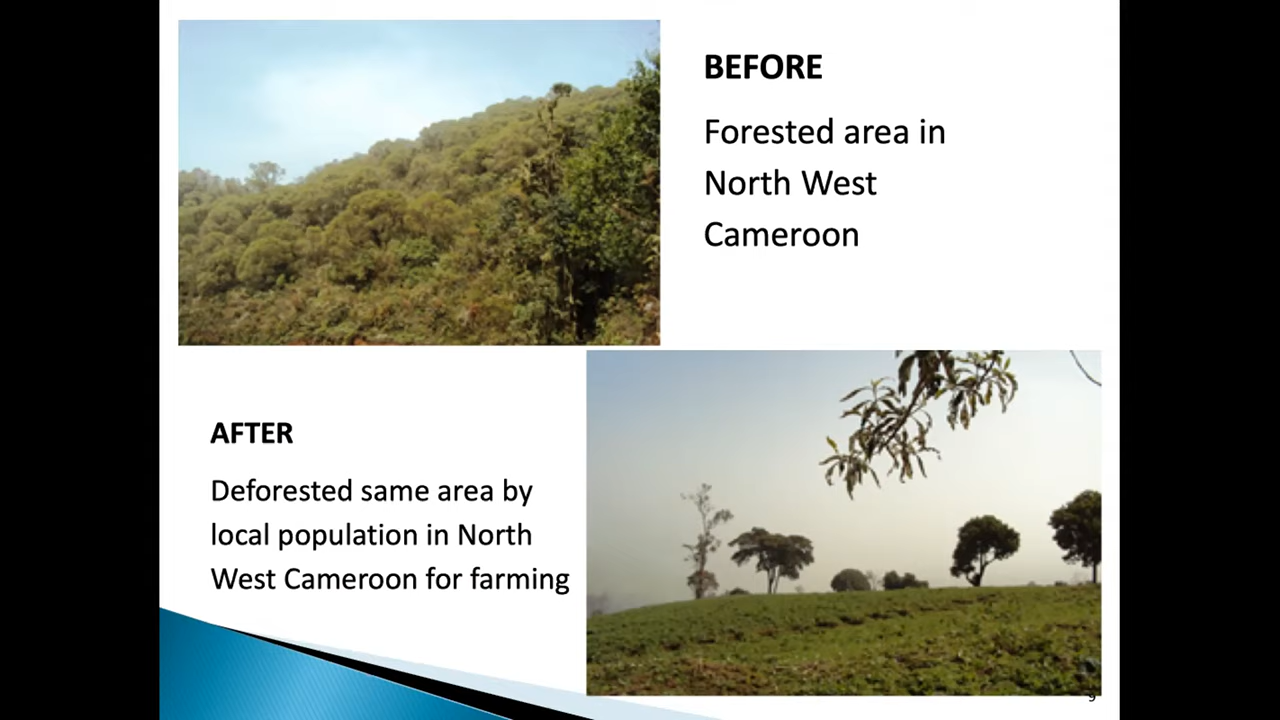 BEFORE
Forested area in
North West
Cameroon
AFTER
Deforested same area by
local population in North
West Cameroon for farming
9